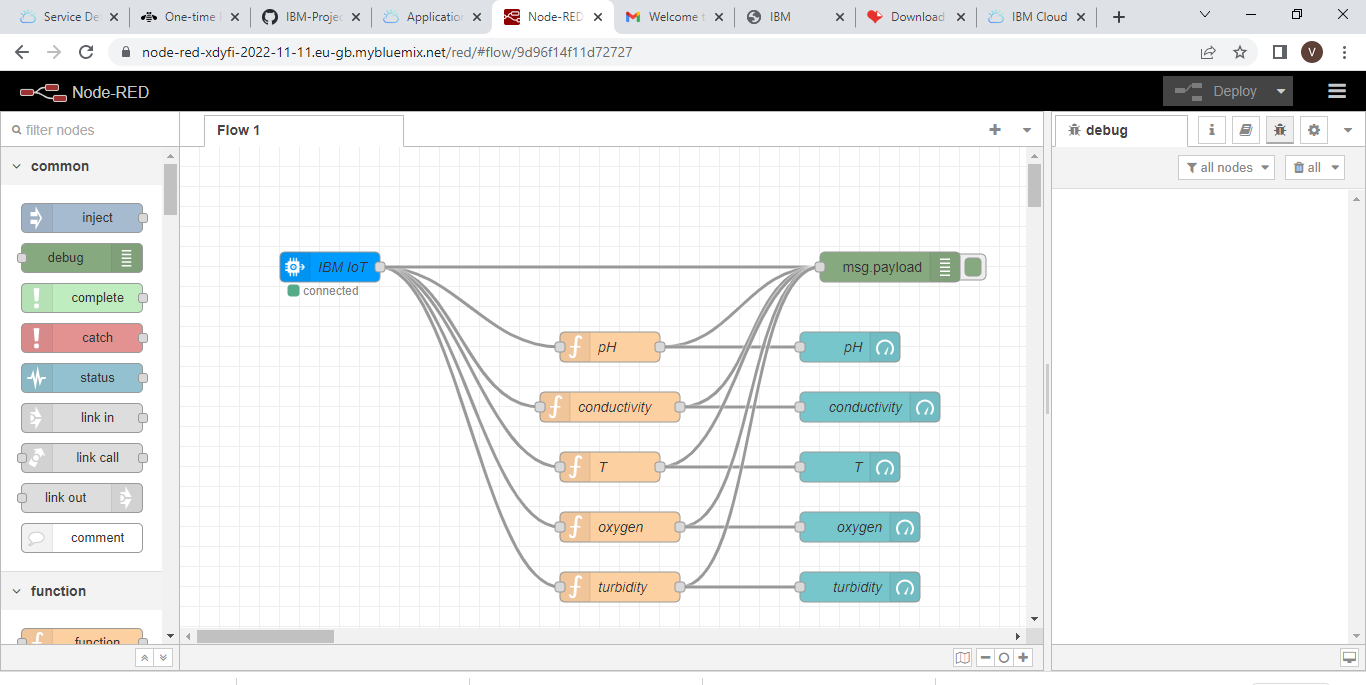 Service De
One-time
IBM-Projec
Application
Node-RED
Welcome t
IBM
Download
IBM Cloud
node-red-xdyfi-2022-11-11.eu-gb.mybluemix.net/red/#flow/9d96f14f11d72727
V
Node-RED
Deploy
filter nodes
Flow 1
debug
common
all nodes
all
inject
debug
complete
catch
status
link in
link call
link out
comment
function
function
IBM IoT
connected
msg.payload
pH
pH
conductivity
conductivity
T
T
oxygen
oxygen
turbidity
turbidity